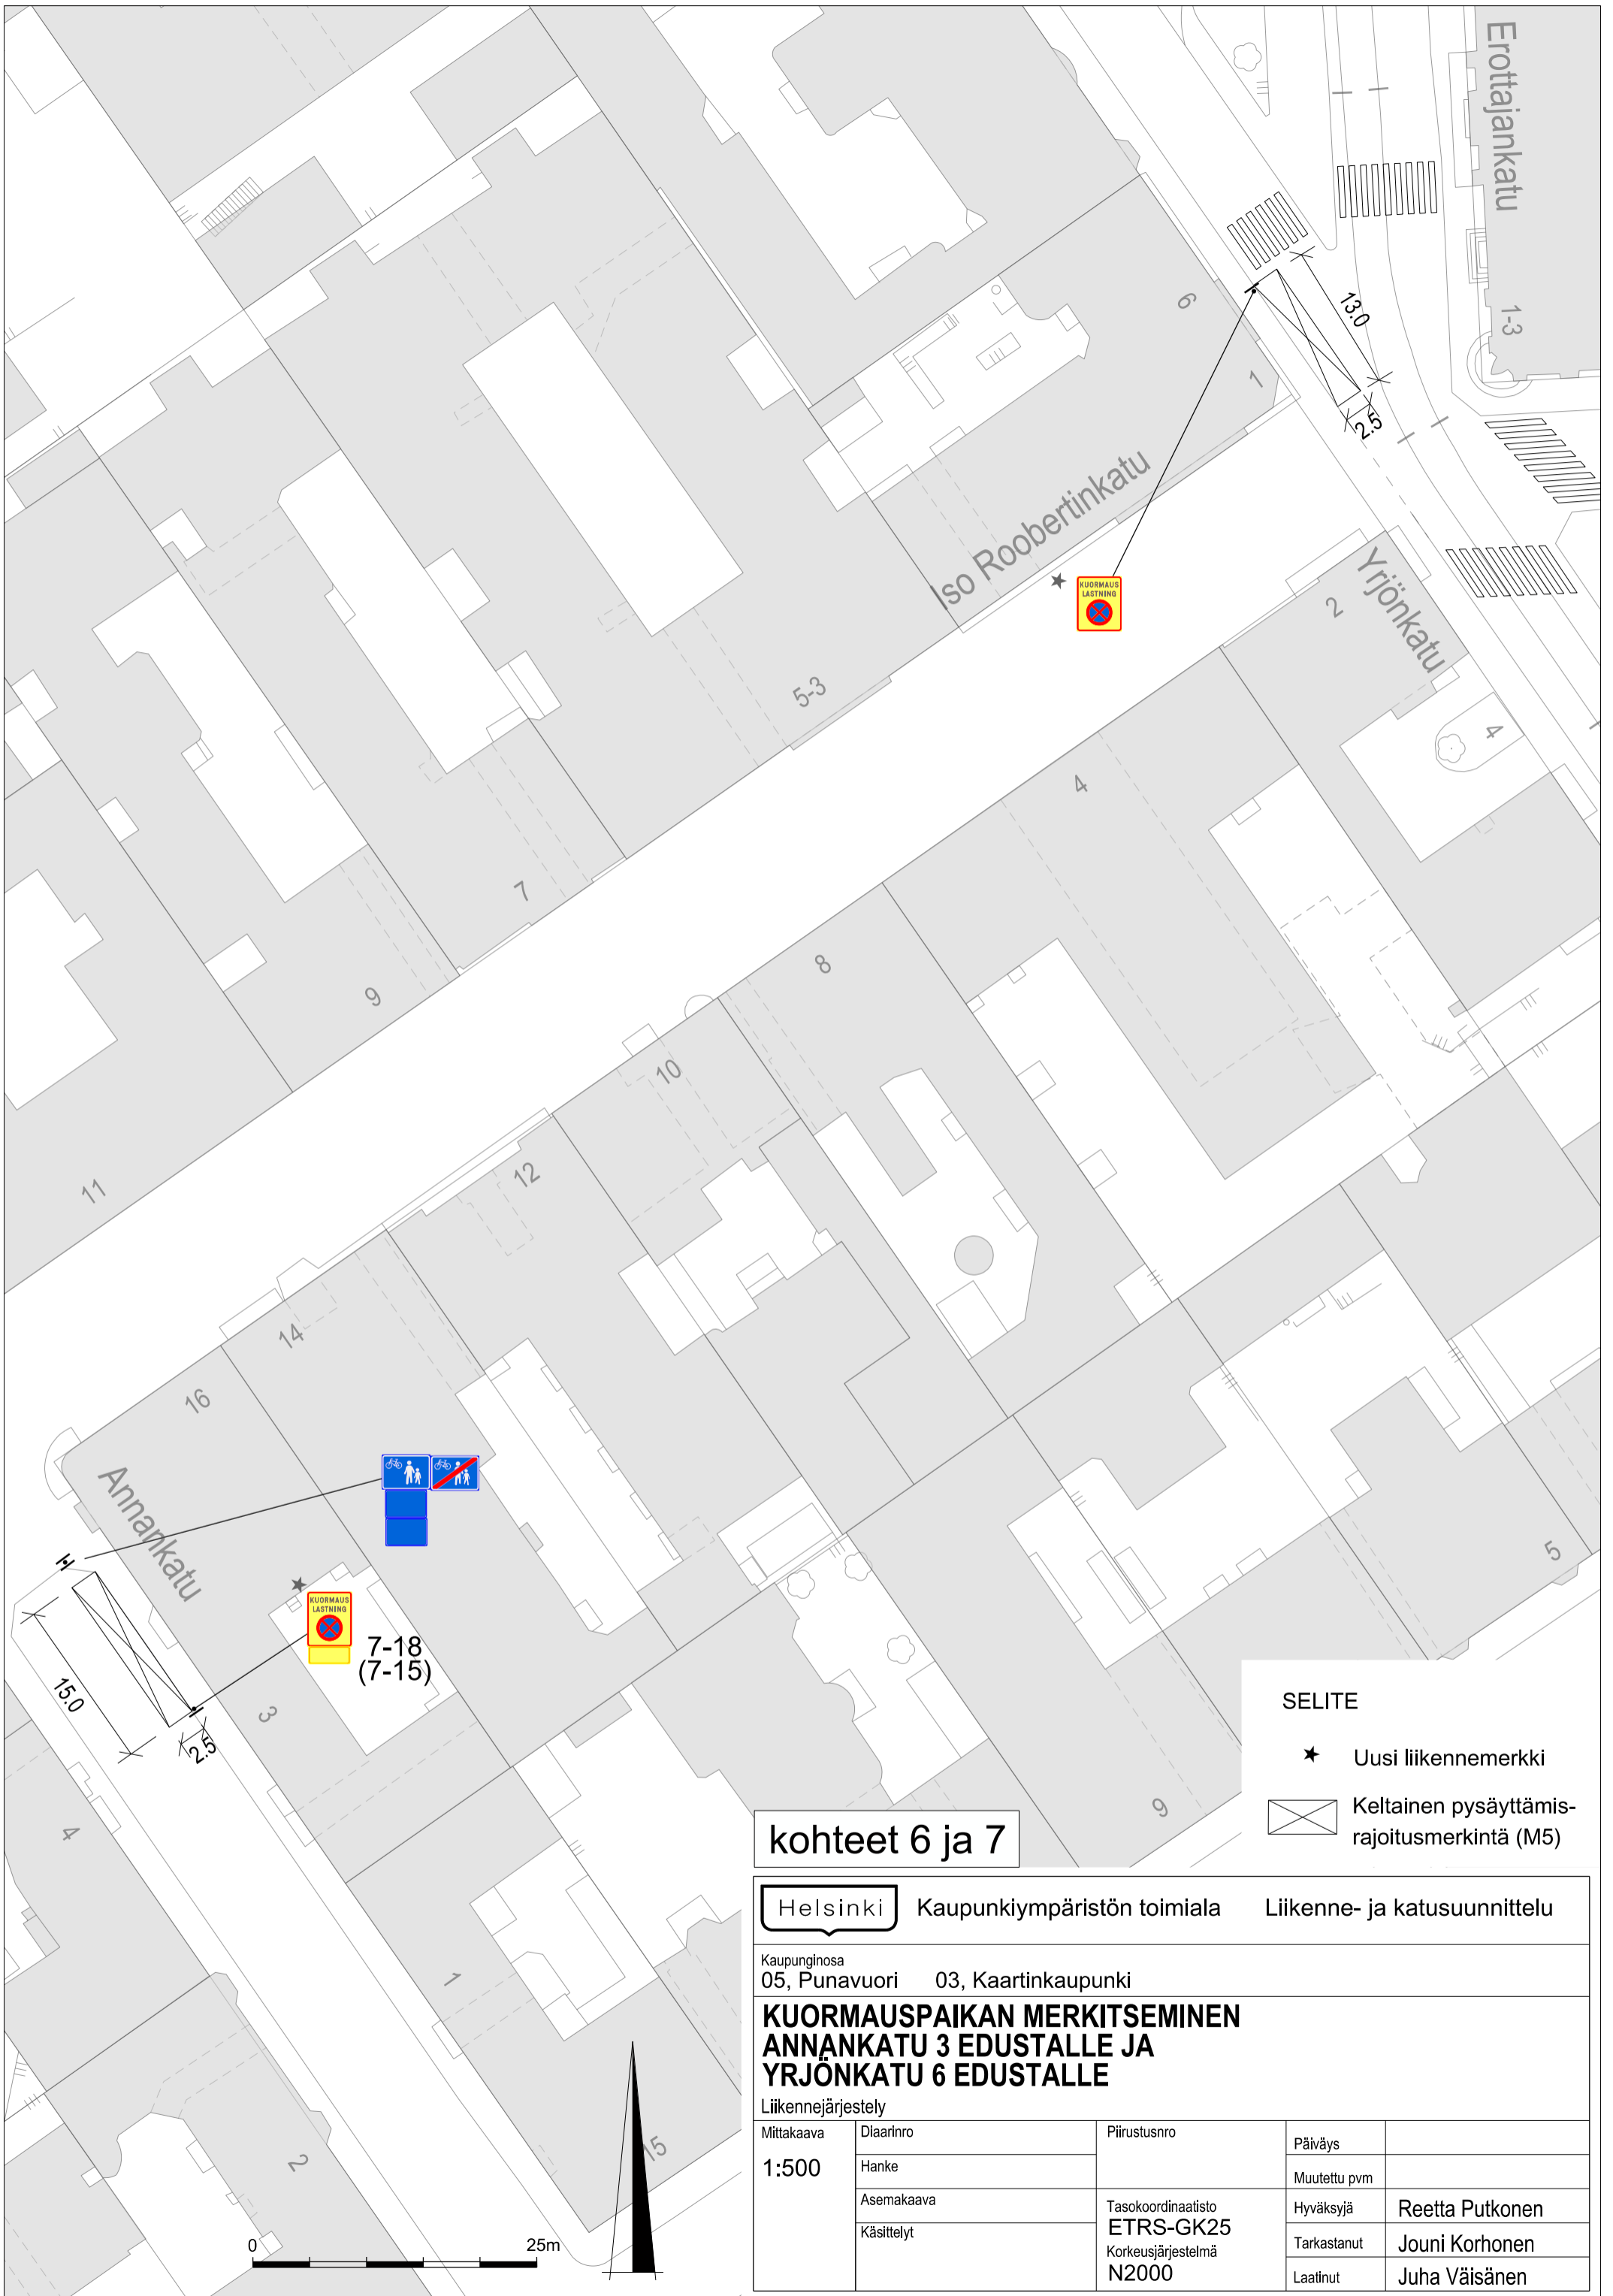 Erottajankatu
1-3
13.0
2.5
6
1
Iso Roobertinkatu
KUORMAUS
LASTNING
Yrjönkatu
2
4
5-3
4
7
8
9
10
11
12
14
16
Annankatu
KUORMAUS
LASTNING
7-18
(7-15)
15.0
2.5
3
4
5
9
1
2
15
SELITE
Uusi liikennemerkki
Keltainen pysäyttämis-
rajoitusmerkintä (M5)
kohteet 6 ja 7
Helsinki Kaupunkiympäristön toimiala Liikenne- ja katusuunnittelu
Kaupunginosa
05, Punavuori 03, Kaartinkaupunki
KUORMAUSPAIKAN MERKITSEMINEN
ANNANKATU 3 EDUSTALLE JA
YRJÖNKATU 6 EDUSTALLE
Liikennejärjestely
Mittakaava
1:500
Diaarinro
Hanke
Asemakaava
Käsittelyt
Piirustusnro
Tasokoordinaatisto
ETRS-GK25
Korkeusjärjestelmä
N2000
Päiväys
Muutettu pvm
Hyväksyjä Reetta Putkonen
Tarkastanut Jouni Korhonen
Laatinut Juha Väisänen
0 25m